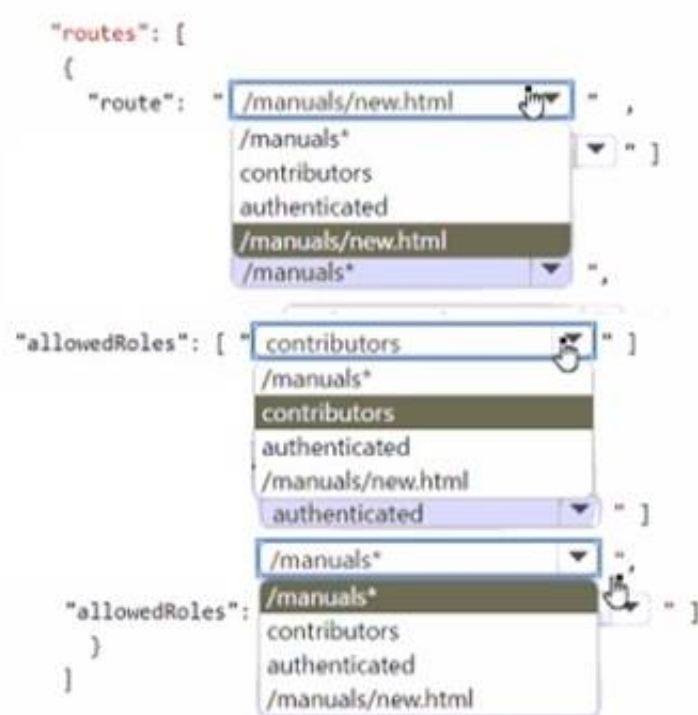 "routes": [
{
"route": " /manuals/new.html " ,
/manuals*
" ]
contributors
authenticated
/manuals/new.html
/manuals* ",
"allowedRoles": [ " contributors " ]
/manuals*
contributors
authenticated
/manuals/new.html
authenticated " ]
/manuals* ",
/manuals*
"allowedRoles": " ]
contributors
}
authenticated
]
/manuals/new.html